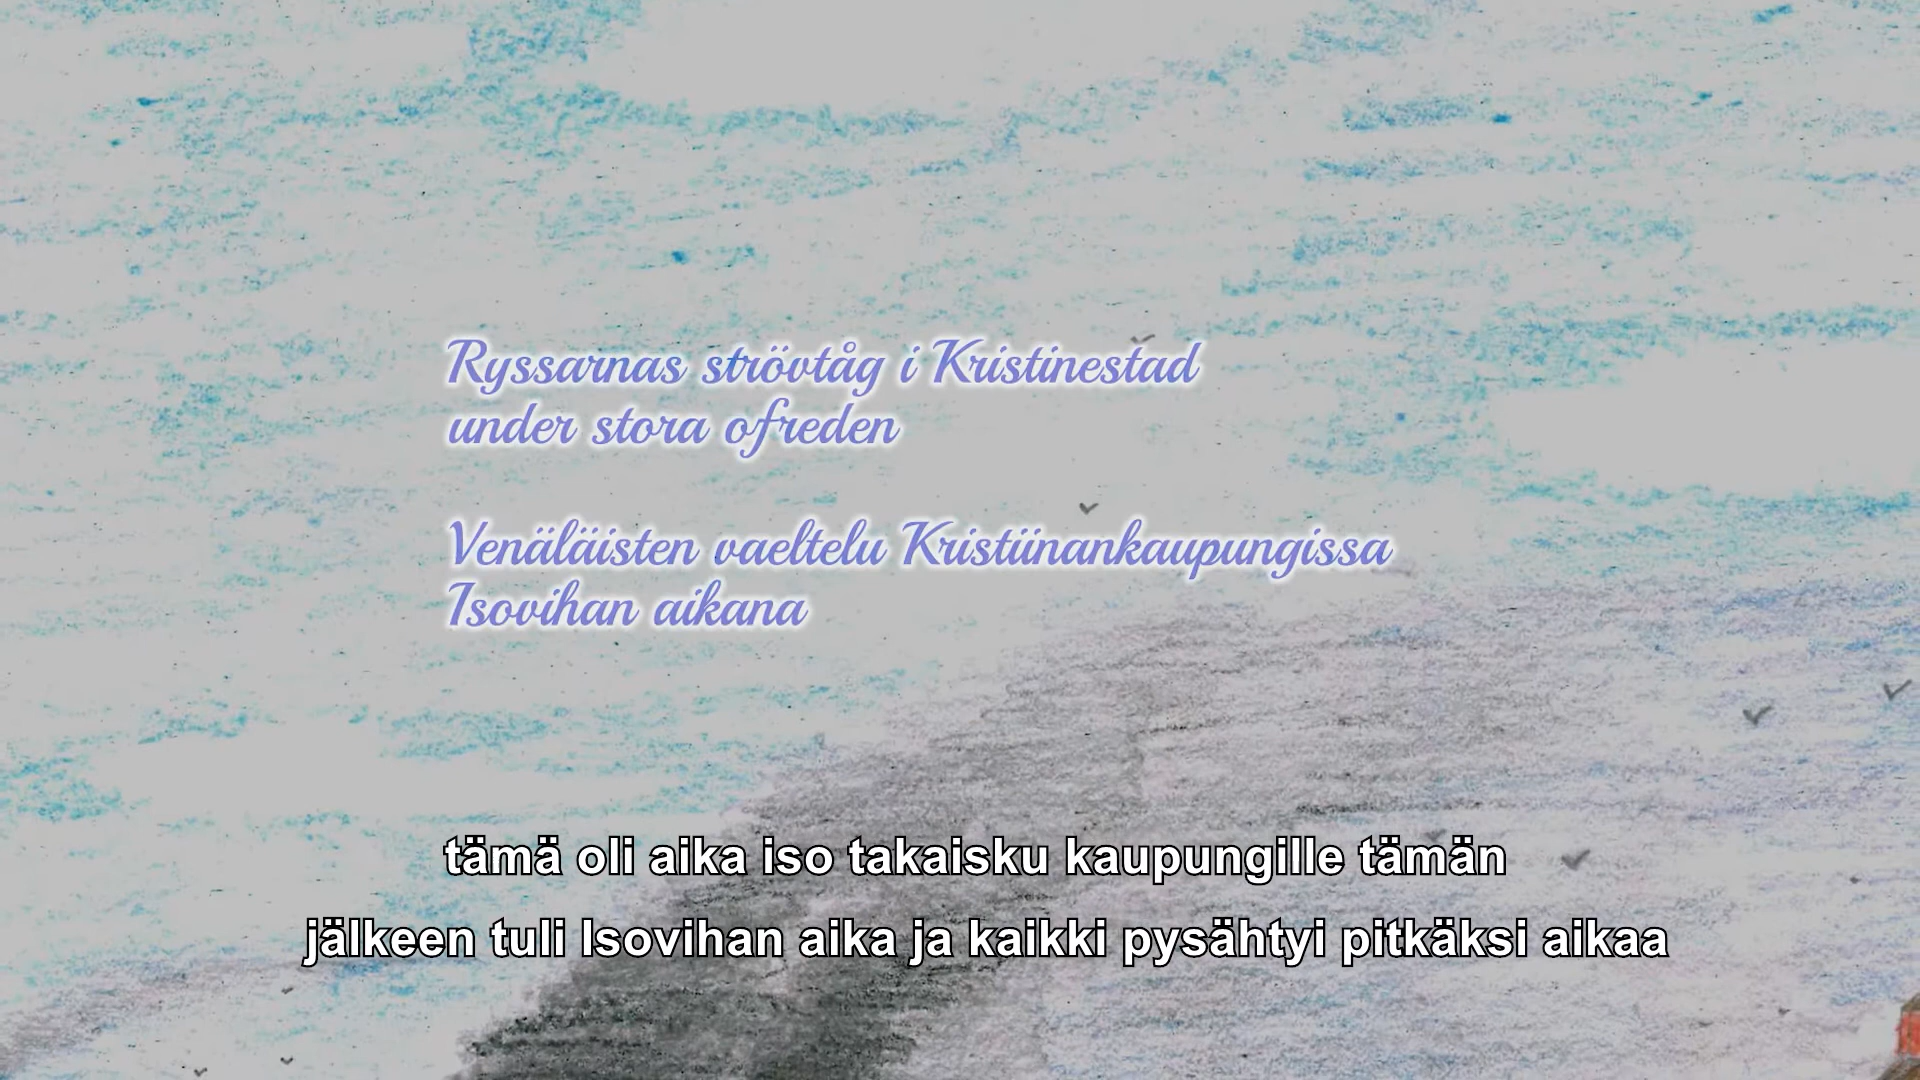 Ryssarnas strövtåg i Kristinestad
under stora ofreden
Venäläisten vaeltelu Kristiinankaupungissa
Isovihan aikana
tämä oli aika iso takaisku kaupungille tämän
jälkeen tuli Isovihan aika ja kaikki pysähtyi pitkäksi aikaa